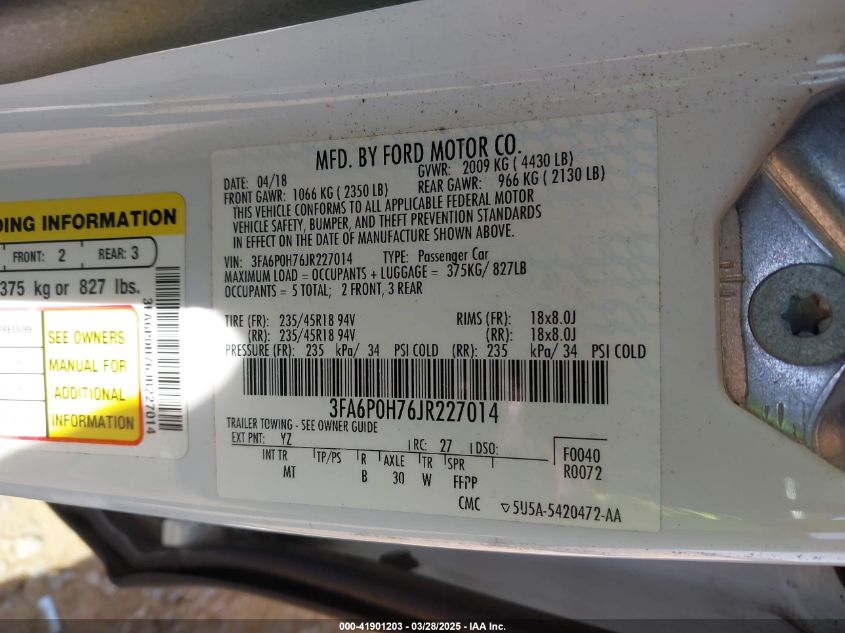 MFD. BY FORD MOTOR CO.
DATE: 04/18 GVWR: 2009 KG ( 4430 LB)
FRONT GAWR: 1066 KG ( 2350 LB) REAR GAWR: 966 KG ( 2130 LB)
THIS VEHICLE CONFORMS TO ALL APPLICABLE FEDERAL MOTOR
VEHICLE SAFETY, BUMPER, AND THEFT PREVENTION STANDARDS
IN EFFECT ON THE DATE OF MANUFACTURE SHOWN ABOVE.
VIN: 3FA6P0H76JR227014 TYPE: Passenger Car
MAXIMUM LOAD = OCCUPANTS + LUGGAGE = 375KG/ 827LB
OCCUPANTS = 5 TOTAL; 2 FRONT, 3 REAR
TIRE (FR): 235/45R18 94V RIMS (FR): 18x8.0J
(RR): 235/45R18 94V (RR): 18x8.0J
PRESSURE (FR): 235 kPa/ 34 PSI COLD (RR): 235 kPa/ 34 PSI COLD
3FA6P0H76JR227014
TRAILER TOWING - SEE OWNER GUIDE
EXT PNT: YZ RC: 27 DSO: F0040
INT TR TP/PS R AXLE TR SPR R0072
MT B 30 W FFPP
CMC 5U5A-5420472-AA
DING INFORMATION
FRONT: 2 REAR: 3
375 kg or 827 lbs.
PRESSURE
SEE OWNERS
MANUAL FOR
ADDITIONAL
INFORMATION
3FA6P0H76JR227014
000-41901203 | 03/28/2025 - IAA Inc.